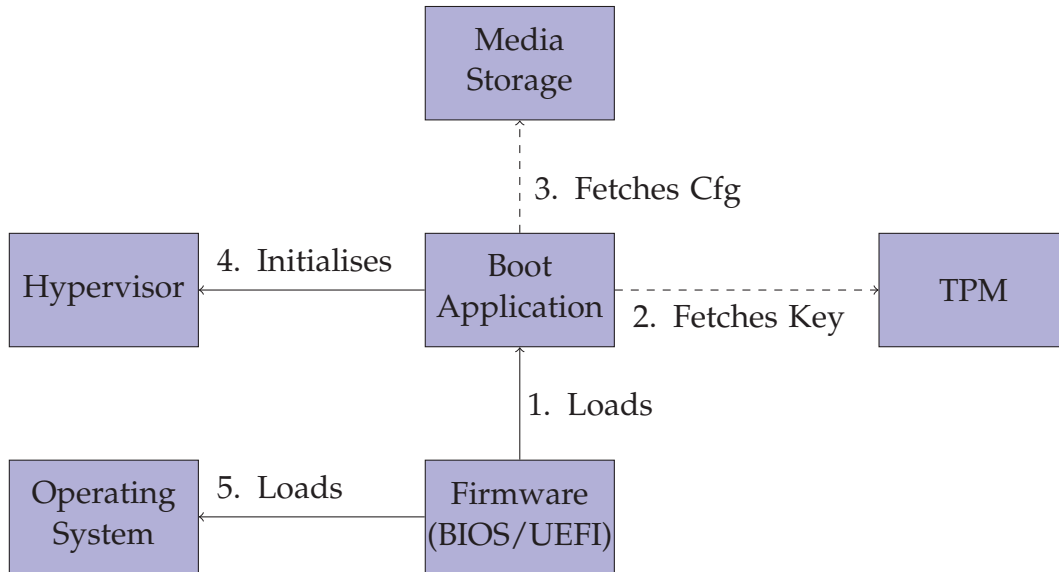 Media
Storage
3. Fetches Cfg
Hypervisor
4. Initialises
Boot
Application
2. Fetches Key
TPM
1. Loads
Operating
System
5. Loads
Firmware
(BIOS/UEFI)